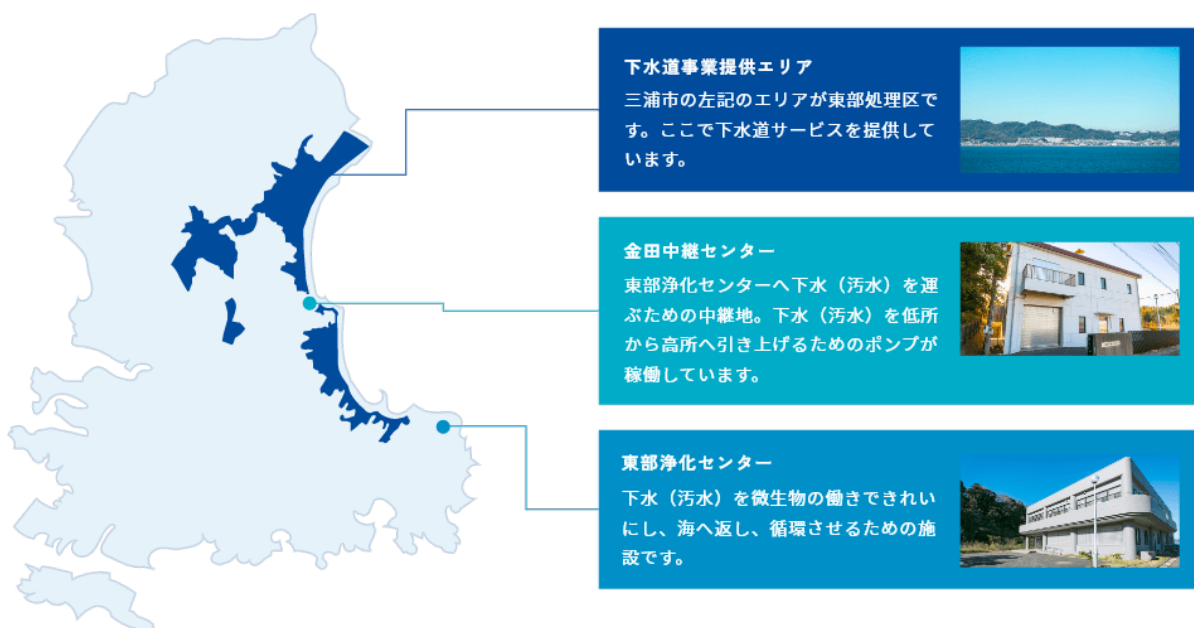 下水道事業提供エリア
三浦市の左記のエリアが東部処理区で
す。ここで下水道サービスを提供して
います。
金田中継センター
東部浄化センターへ下水（汚水）を運
ぶための中継地。下水（汚水）を低所
から高所へ引き上げるためのポンプが
稼働しています。
東部浄化センター
下水（汚水）を微生物の働きできれい
にし、海へ返し、循環させるための施
設です。